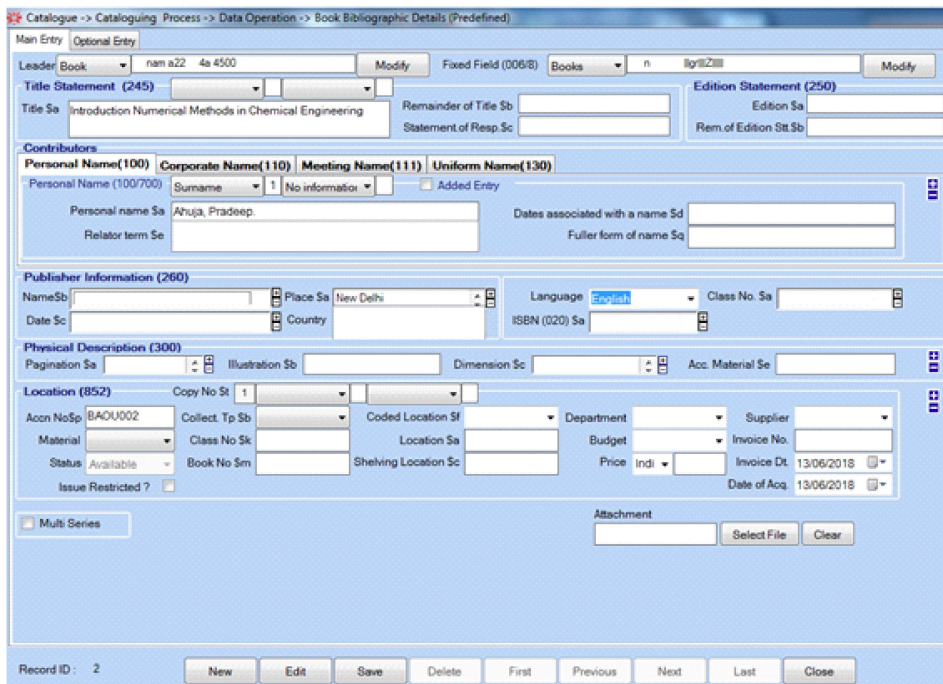 Catalogue -> Cataloguing Process -> Data Operation -> Book Bibliographic Details (Predefined)
Main Entry Optional Entry
Leader Book nam a22 4a 4500 Modify Fixed Field (006/8) Books n Modify
Title Statement (245) Edition Statement (250)
Title $a Introduction Numerical Methods in Chemical Engineering Remainder of Title $b Edition $a
Statement.of Resp.$c Rem.of Edition Stt.$b
Contributors
Personal Name(100) Corporate Name(110) Meeting Name(111) Uniform Name(130)
Personal Name (100/700) Surname 1 No information Added Entry
Personal name $a Ahuja, Pradeep. Dates associated with a name $d
Relator term $e Fuller form of name $q
Publisher Information (260)
Name$b Place $a New Delhi Language English Class No. $a
Date $c Country ISBN (020) $a
Physical Description (300)
Pagination $a Illustration $b Dimension $c Acc. Material $e
Location (852) Copy No $t 1
Accn No$p BAOU002 Collect. Tp $b Coded Location $f Department Supplier
Material Class No $k Location $a Budget Invoice No.
Status Available Book No $m Shelving Location $c Price Indi Invoice Dt. 13/06/2018
Issue Restricted ? Date of Acq. 13/06/2018
Multi Series Attachment
Select File Clear
Record ID : 2 New Edit Save Delete First Previous Next Last Close